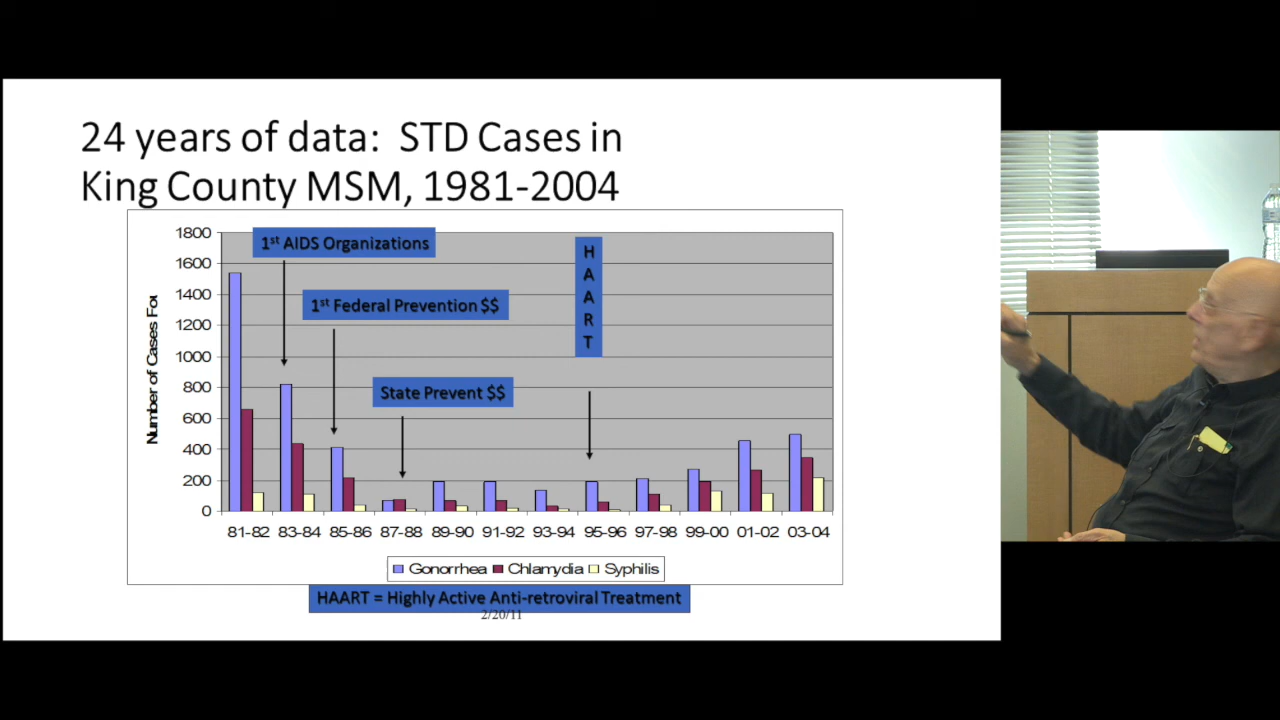 24 years of data: STD Cases in
King County MSM, 1981-2004
Number of Cases
1800
1600
1400
1200
1000
800
600
400
200
0
1st AIDS Organizations
1st Federal Prevention $$
State Prevent $$
H
A
A
R
T
81-82 83-84 85-86 87-88 89-90 91-92 93-94 95-96 97-98 99-00 01-02 03-04
Gonorrhea Chlamydia Syphilis
HAART = Highly Active Anti-retroviral Treatment
2/20/11